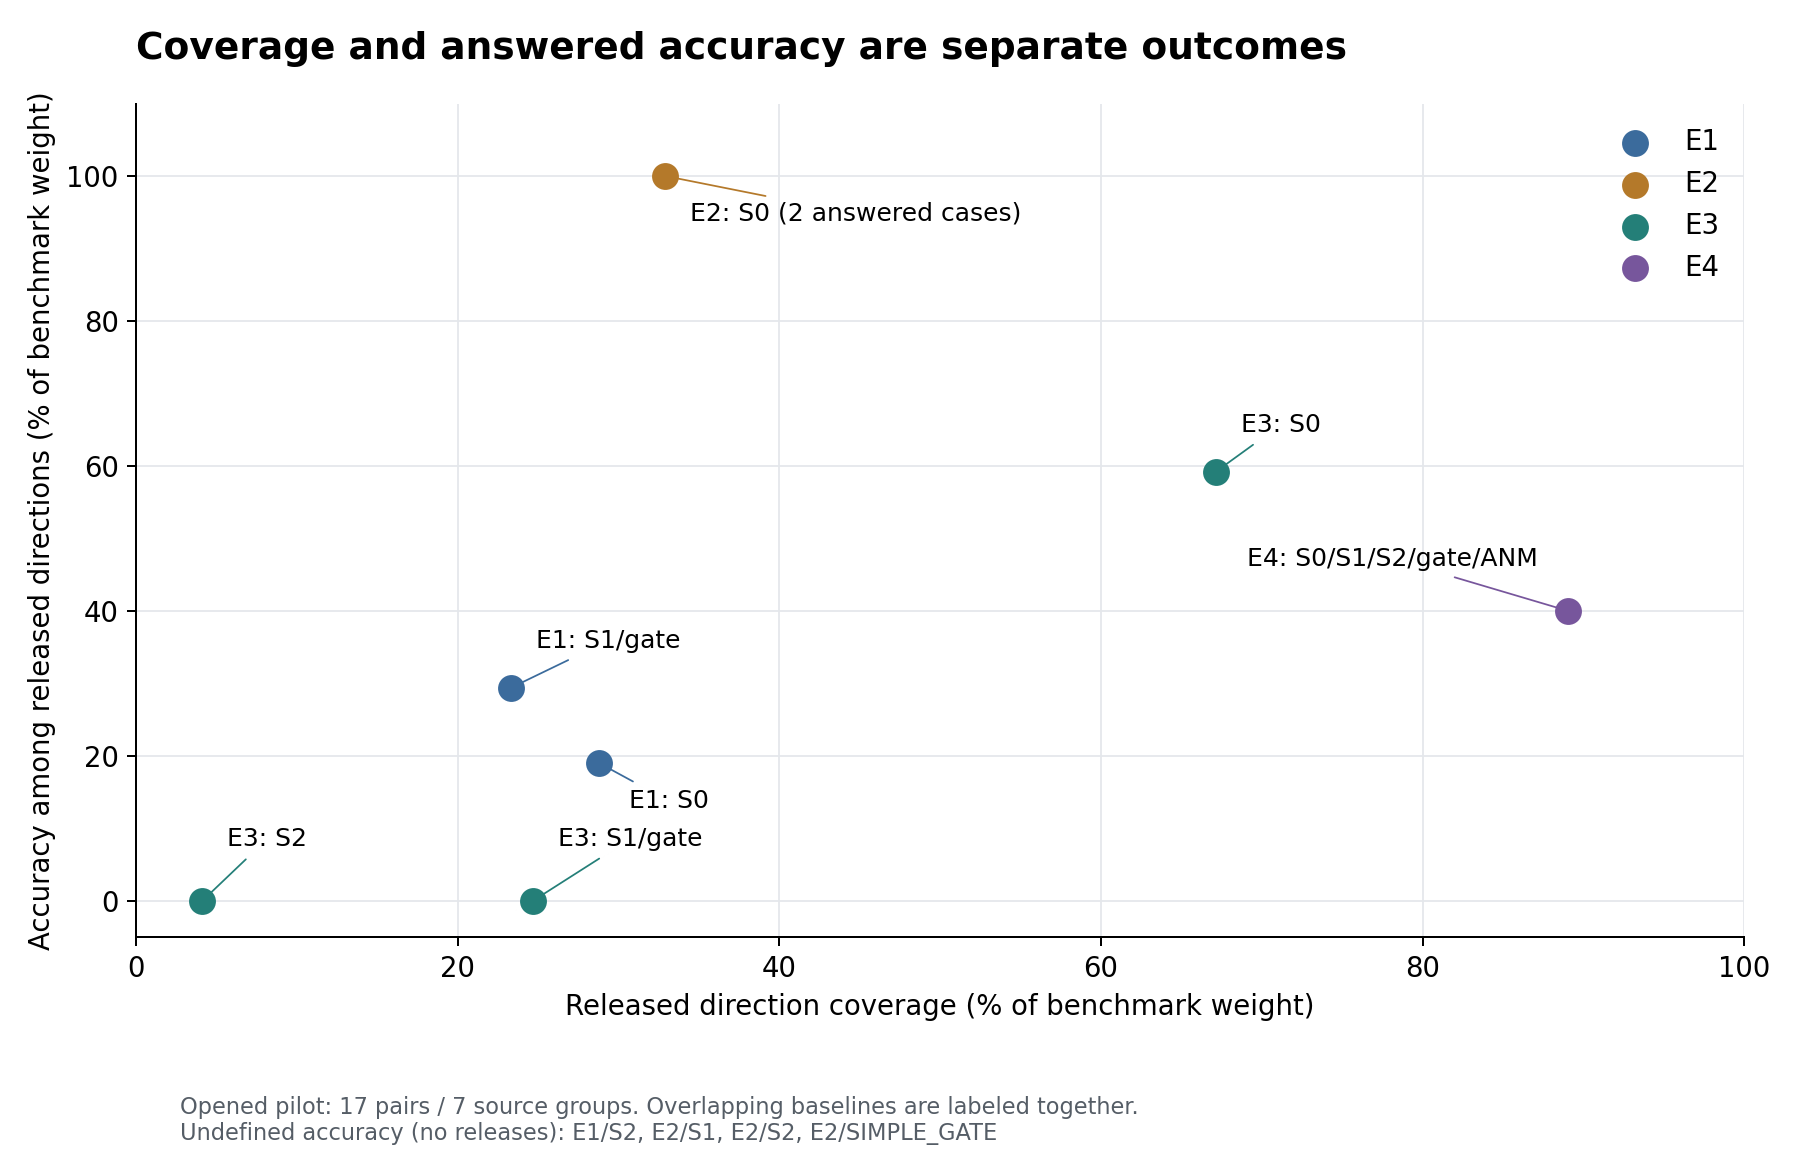 Coverage and answered accuracy are separate outcomes
Accuracy among released directions (% of benchmark weight)
100
80
60
40
20
0
E1
E2
E3
E4
E2: S0 (2 answered cases)
E3: S0
E4: S0/S1/S2/gate/ANM
E1: S1/gate
E1: S0
E3: S2
E3: S1/gate
0
20
40
60
80
100
Released direction coverage (% of benchmark weight)
Opened pilot: 17 pairs / 7 source groups. Overlapping baselines are labeled together.
Undefined accuracy (no releases): E1/S2, E2/S1, E2/S2, E2/SIMPLE_GATE